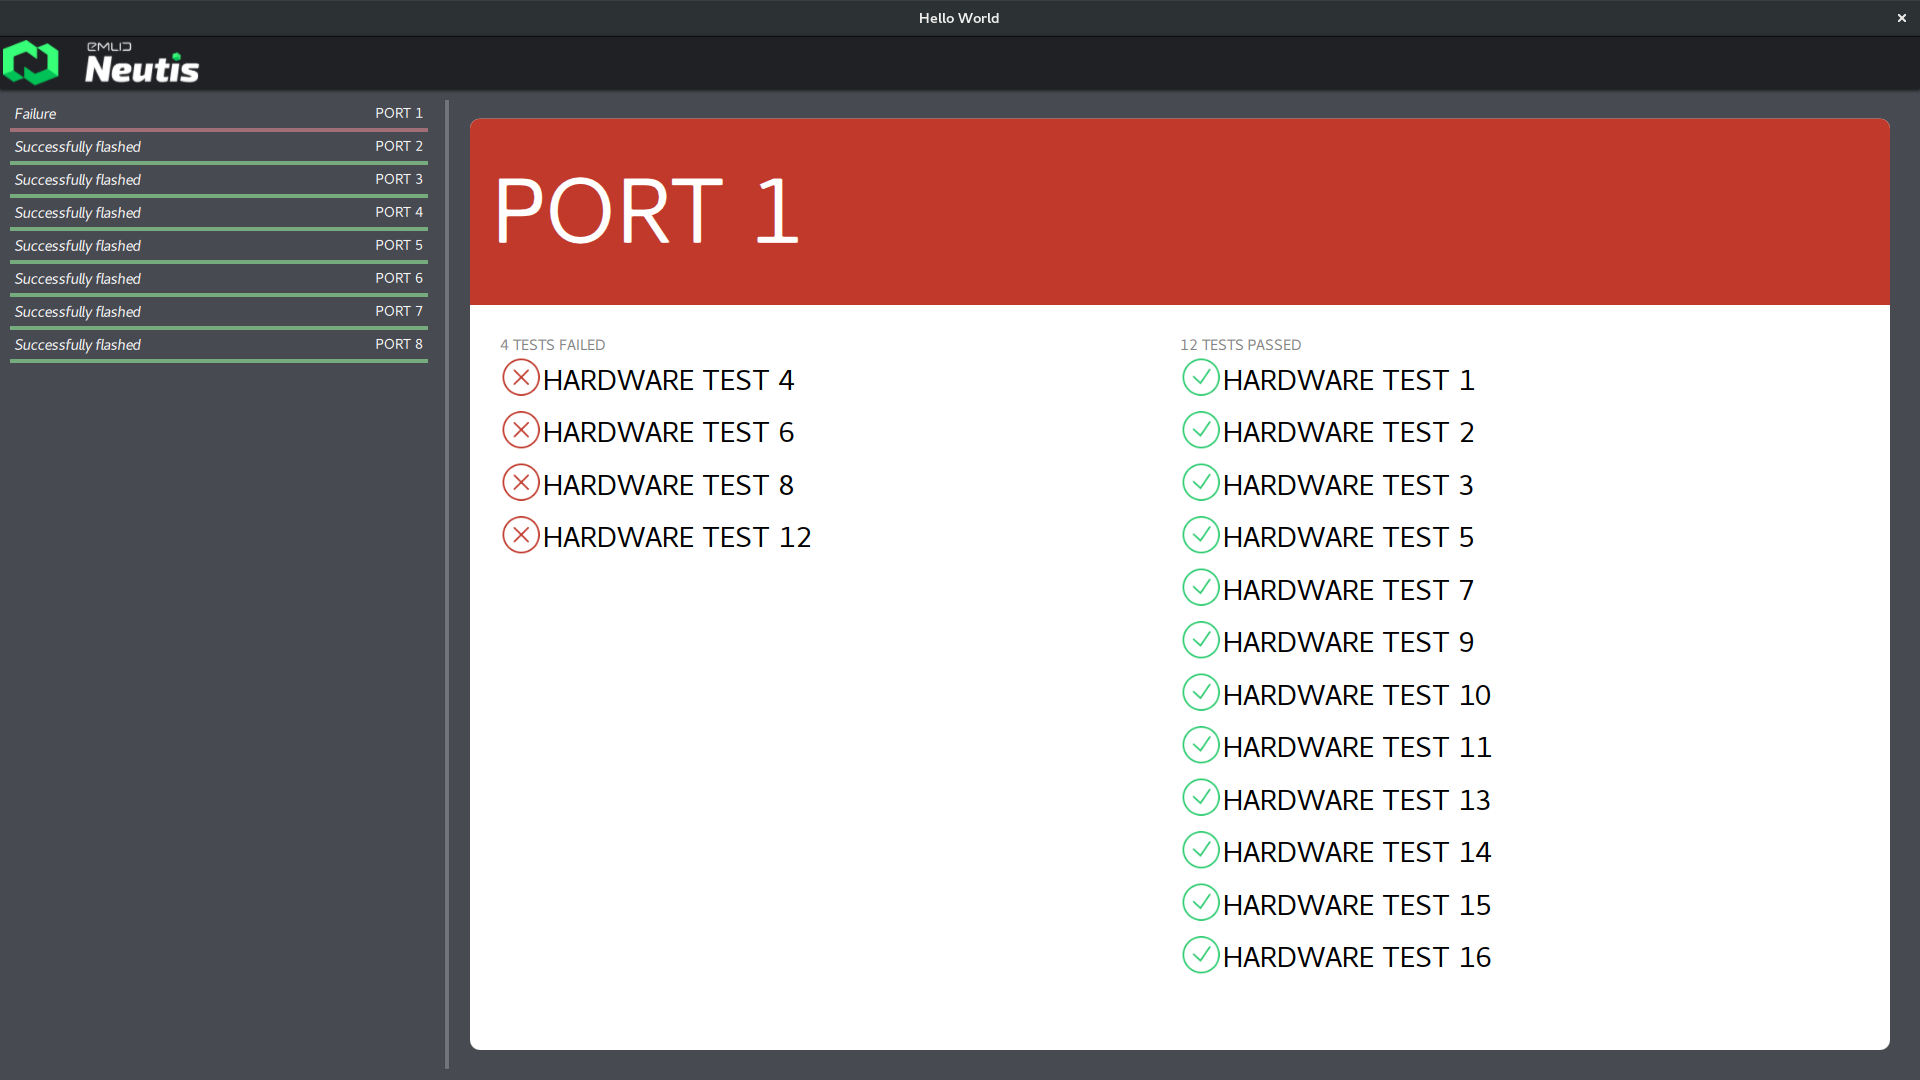 Hello World
EMLID
Neutis
Failure PORT 1
Successfully flashed PORT 2
Successfully flashed PORT 3
Successfully flashed PORT 4
Successfully flashed PORT 5
Successfully flashed PORT 6
Successfully flashed PORT 7
Successfully flashed PORT 8
PORT 1
4 TESTS FAILED
HARDWARE TEST 4
HARDWARE TEST 6
HARDWARE TEST 8
HARDWARE TEST 12
12 TESTS PASSED
HARDWARE TEST 1
HARDWARE TEST 2
HARDWARE TEST 3
HARDWARE TEST 5
HARDWARE TEST 7
HARDWARE TEST 9
HARDWARE TEST 10
HARDWARE TEST 11
HARDWARE TEST 13
HARDWARE TEST 14
HARDWARE TEST 15
HARDWARE TEST 16